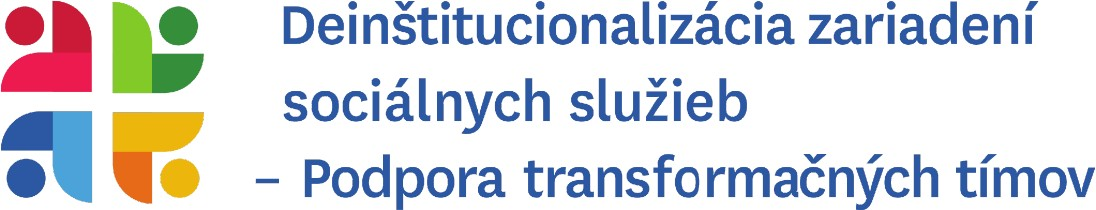 Deinštitucionalizácia zariadení
sociálnych služieb
– Podpora transformačných tímov